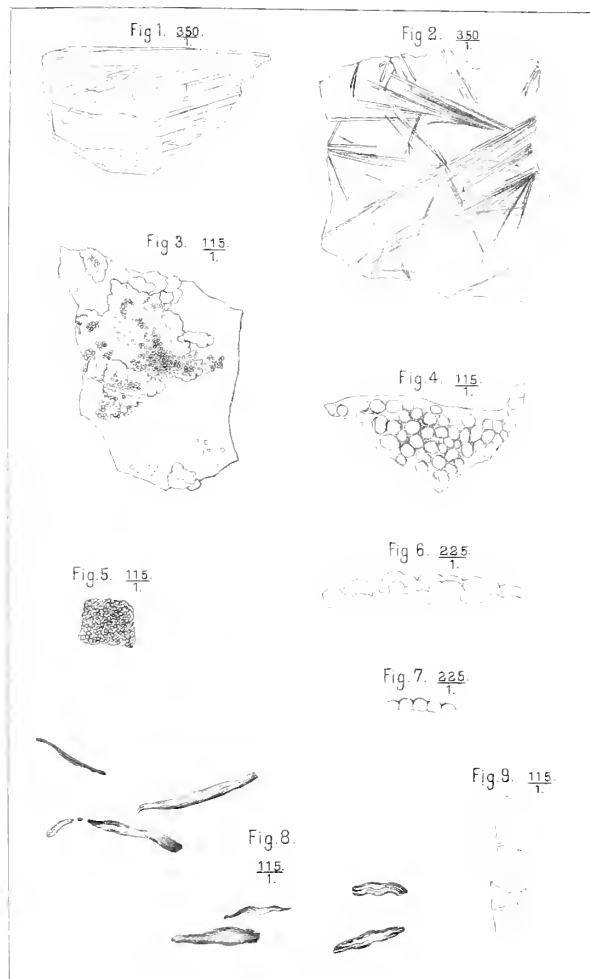 Fig 1. 350.
1.
Fig 2. 350
1.
Fig 3. 115.
1.
Fig.4. 115.
1.
Fig.5. 115.
1.
Fig 6. 225.
1.
Fig.7. 225.
1.
Fig.8.
115.
1.
Fig.9. 115.
1.